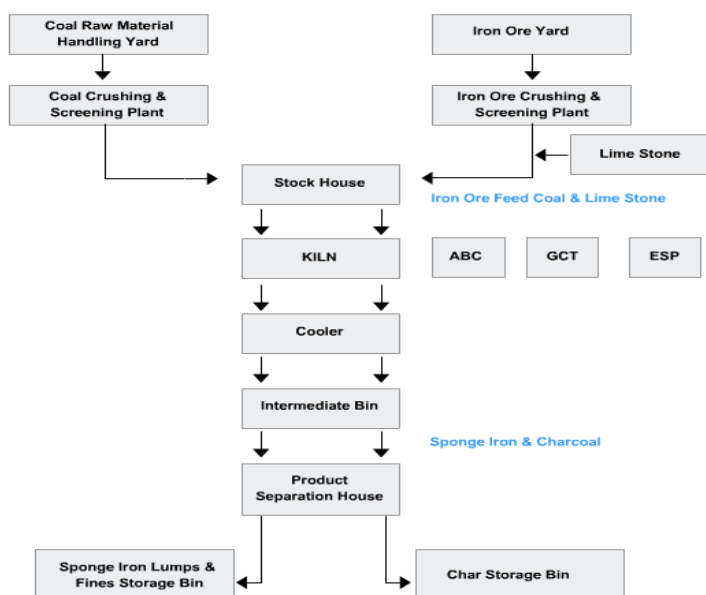 Coal Raw Material
Handling Yard
Iron Ore Yard
Coal Crushing &
Screening Plant
Iron Ore Crushing &
Screening Plant
Lime Stone
Stock House
Iron Ore Feed Coal & Lime Stone
KILN
ABC
GCT
ESP
Cooler
Intermediate Bin
Sponge Iron & Charcoal
Product
Separation House
Sponge Iron Lumps &
Fines Storage Bin
Char Storage Bin